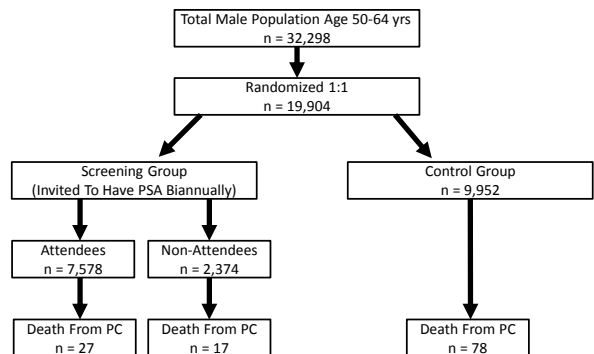 Total Male Population Age 50-64 yrs
n = 32,298
Randomized 1:1
n = 19,904
Screening Group
(Invited To Have PSA Biannually)
Control Group
n = 9,952
Attendees
n = 7,578
Non-Attendees
n = 2,374
Death From PC
n = 27
Death From PC
n = 17
Death From PC
n = 78